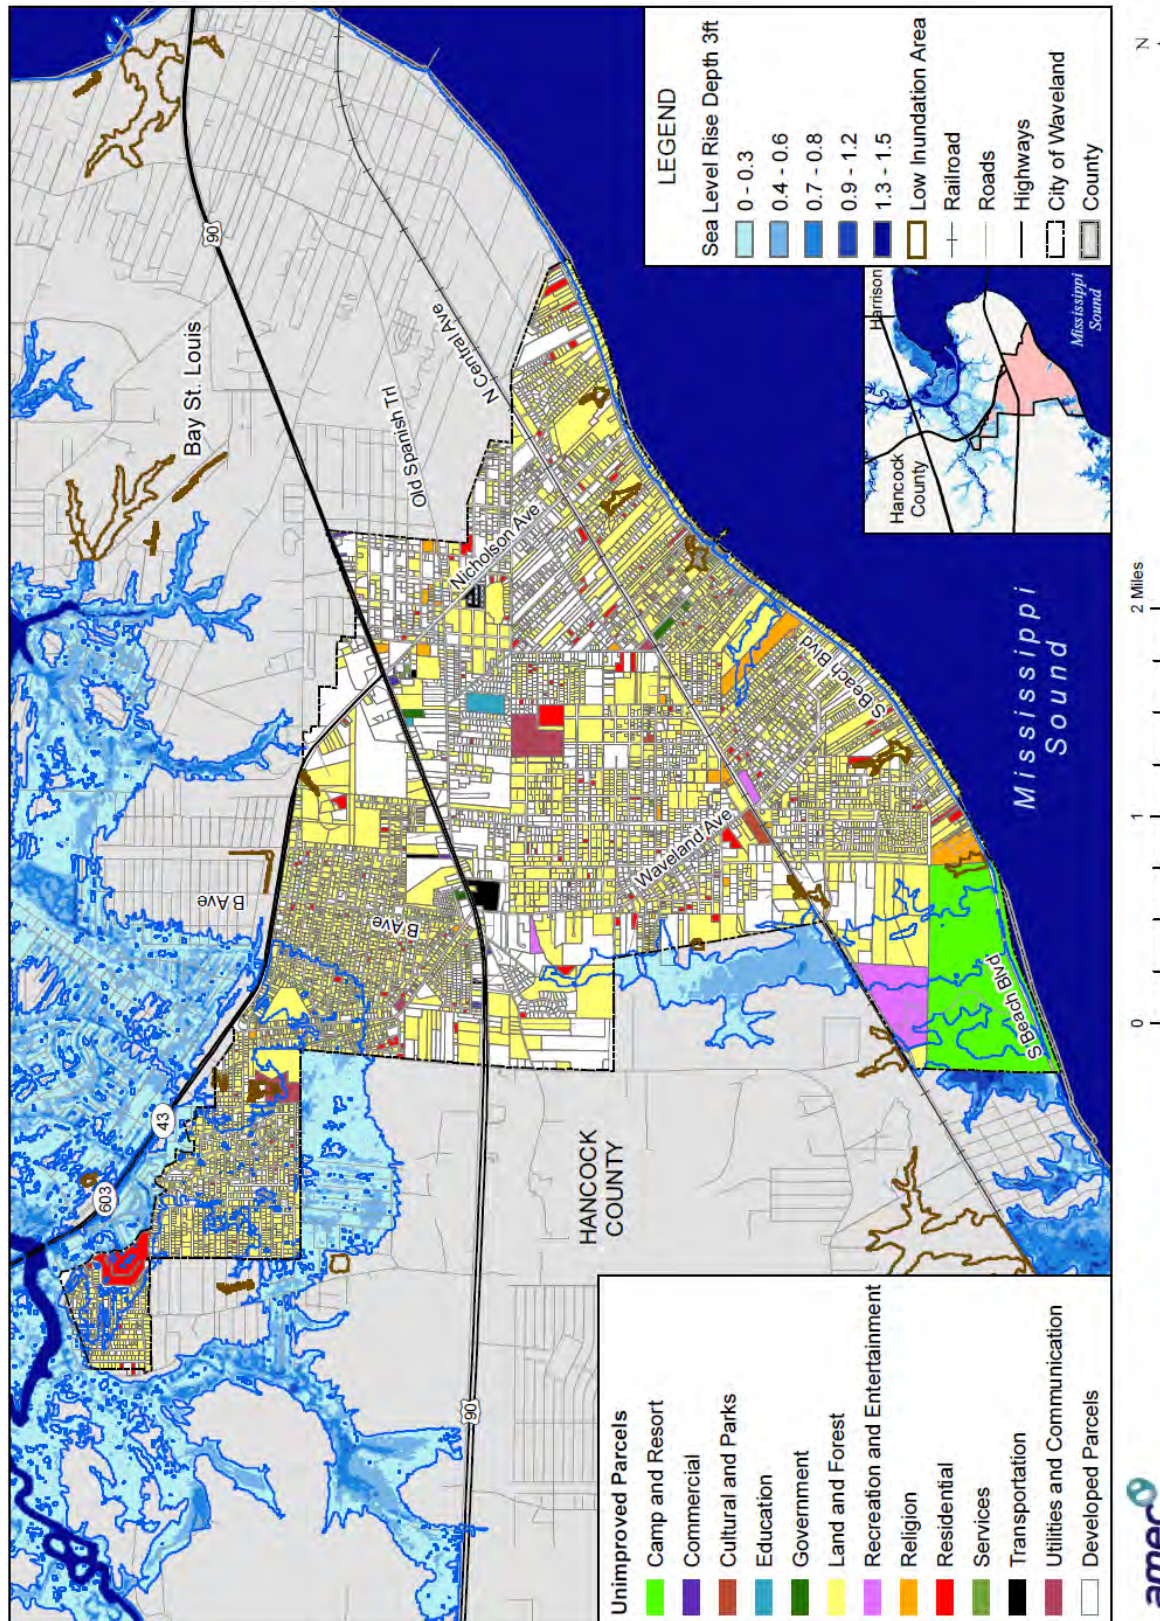 603
43
90
Bay St. Louis
90
B Ave
B Ave
Old Spanish Trl
N Central Ave
Nicholson Ave
Waveland Ave
S Beach Blvd
S Beach Blvd
HANCOCK
COUNTY
90
Mississippi
Sound
Unimproved Parcels
Camp and Resort
Commercial
Cultural and Parks
Education
Government
Land and Forest
Recreation and Entertainment
Religion
Residential
Services
Transportation
Utilities and Communication
Developed Parcels
Hancock
County
Harrison
Mississippi
Sound
LEGEND
Sea Level Rise Depth 3ft
0 - 0.3
0.4 - 0.6
0.7 - 0.8
0.9 - 1.2
1.3 - 1.5
Low Inundation Area
Railroad
Roads
Highways
City of Waveland
County
amec
0
1
2 Miles
N